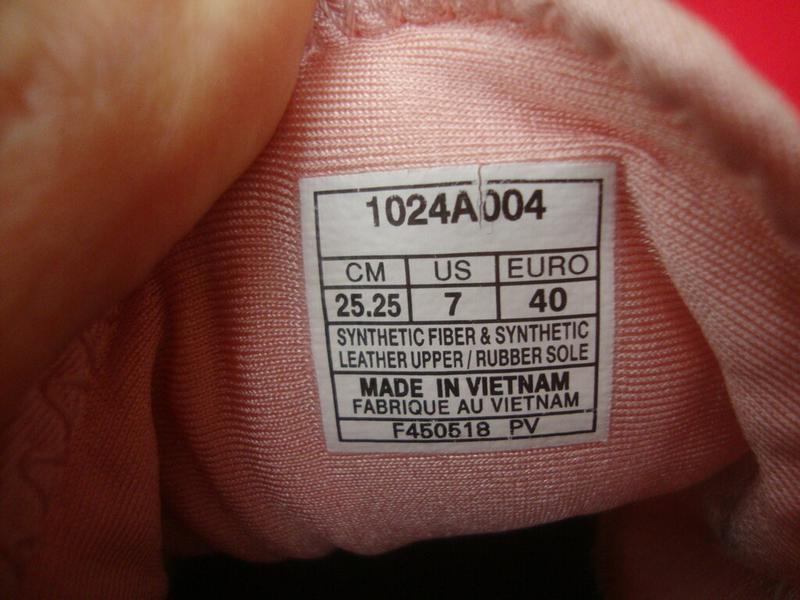 1024A004
CM US EURO
25.25 7 40
SYNTHETIC FIBER & SYNTHETIC
LEATHER UPPER / RUBBER SOLE
MADE IN VIETNAM
FABRIQUE AU VIETNAM
F450518 PV